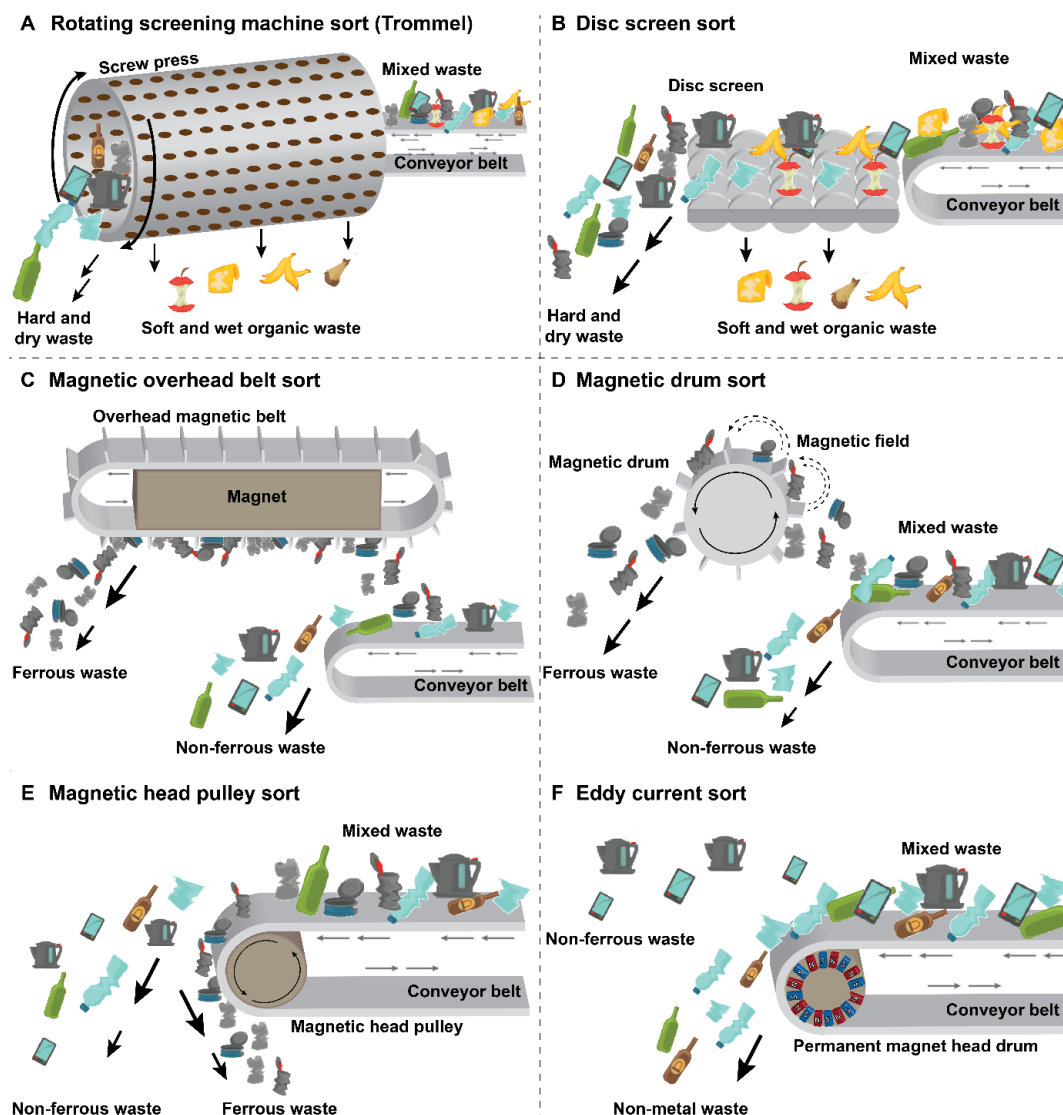 A Rotating screening machine sort (Trommel)
Screw press
Mixed waste
Conveyor belt
Hard and
dry waste
Soft and wet organic waste
B Disc screen sort
Mixed waste
Disc screen
Conveyor belt
Hard and
dry waste
Soft and wet organic waste
C Magnetic overhead belt sort
Overhead magnetic belt
Magnet
Ferrous waste
Conveyor belt
Non-ferrous waste
D Magnetic drum sort
Magnetic field
Magnetic drum
Mixed waste
Ferrous waste
Conveyor belt
Non-ferrous waste
E Magnetic head pulley sort
Mixed waste
Conveyor belt
Magnetic head pulley
Non-ferrous waste
Ferrous waste
F Eddy current sort
Mixed waste
Non-ferrous waste
Conveyor belt
Permanent magnet head drum
Non-metal waste